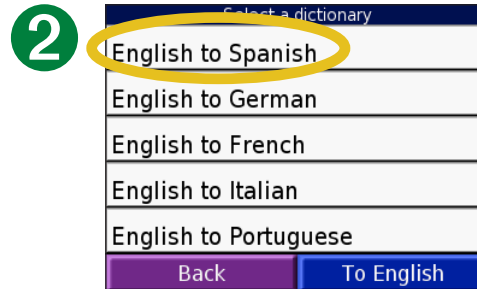 2
Select a dictionary
English to Spanish
English to German
English to French
English to Italian
English to Portuguese
Back To English